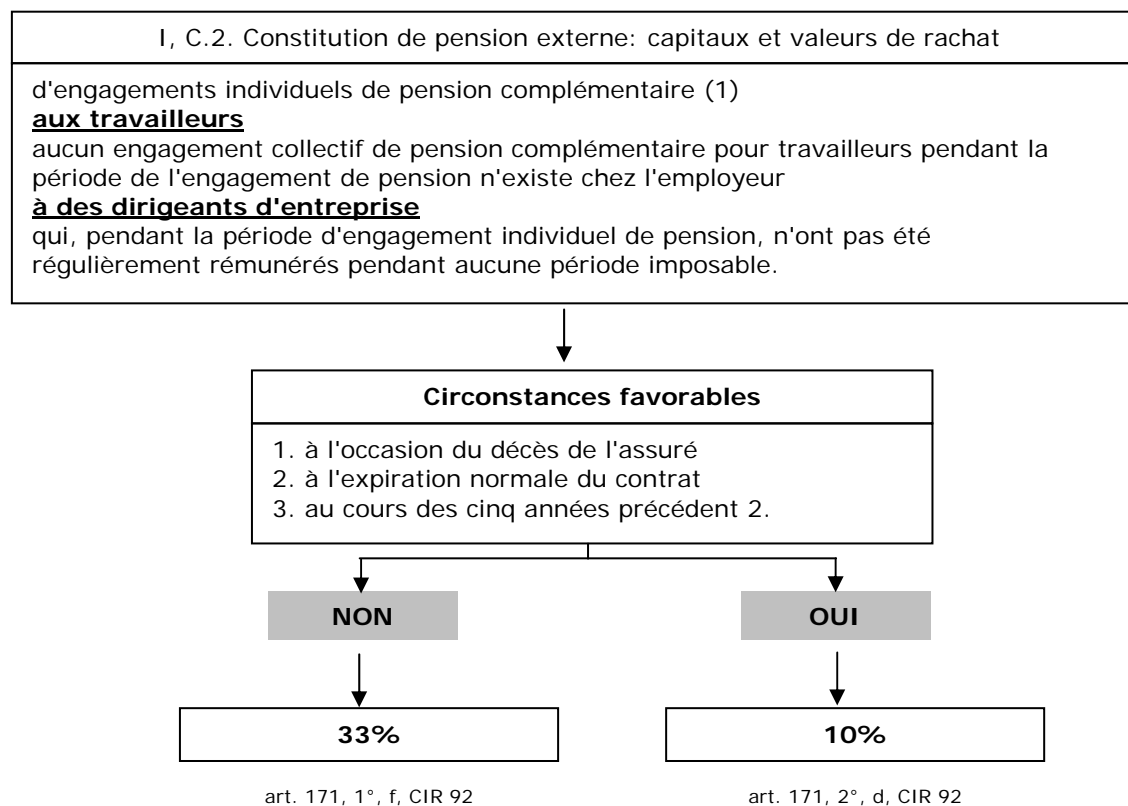 I, C.2. Constitution de pension externe: capitaux et valeurs de rachat
d'engagements individuels de pension complémentaire (1)
aux travailleurs
aucun engagement collectif de pension complémentaire pour travailleurs pendant la
période de l'engagement de pension n'existe chez l'employeur
à des dirigeants d'entreprise
qui, pendant la période d'engagement individuel de pension, n'ont pas été
régulièrement rémunérés pendant aucune période imposable.
Circonstances favorables
1. à l'occasion du décès de l'assuré
2. à l'expiration normale du contrat
3. au cours des cinq années précédent 2.
NON
OUI
33%
10%
art. 171, 1°, f, CIR 92
art. 171, 2°, d, CIR 92